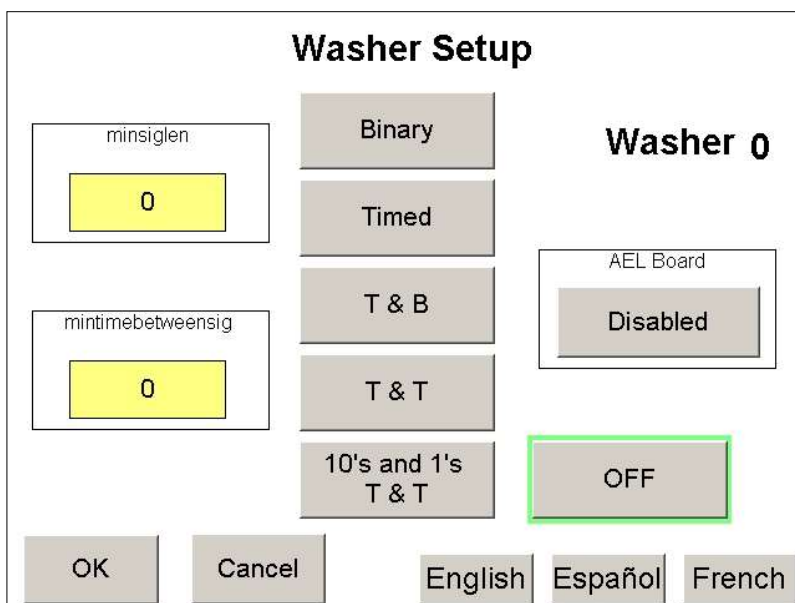 Washer Setup
minsiglen
0
Binary
Washer 0
Timed
AEL Board
Disabled
T & B
mintimebetweensig
0
T & T
10's and 1's
T & T
OFF
OK
Cancel
English
Español
French